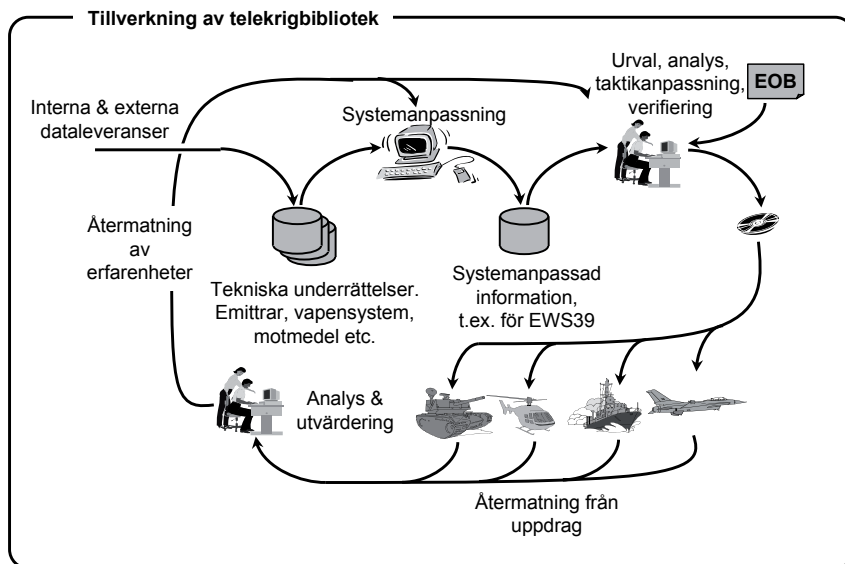 Tillverkning av telekrigbibliotek
Urval, analys,
taktikanpassning,
verifiering
EOB
Interna & externa
dataleveranser
Systemanpassning
Återmatning
av
erfarenheter
Tekniska underrättelser.
Emittrar, vapensystem,
motmedel etc.
Systemanpassad
information,
t.ex. för EWS39
Analys &
utvärdering
Återmatning från
uppdrag